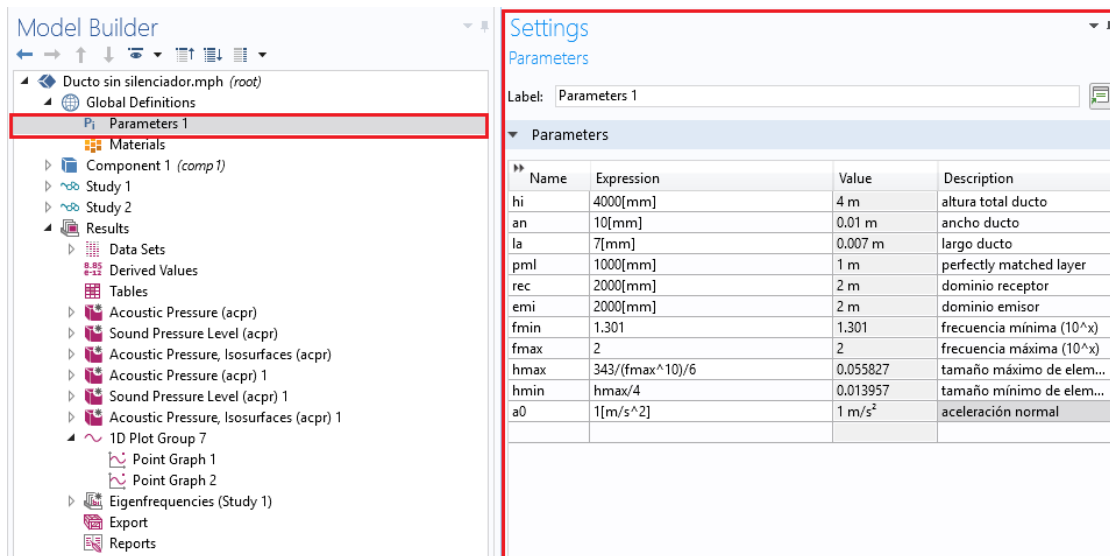 Model Builder
Ducto sin silenciador.mph (root)
Global Definitions
Pi Parameters 1
Materials
Component 1 (comp1)
Study 1
Study 2
Results
Data Sets
8.85 e-12 Derived Values
Tables
Acoustic Pressure (acpr)
Sound Pressure Level (acpr)
Acoustic Pressure, Isosurfaces (acpr)
Acoustic Pressure (acpr) 1
Sound Pressure Level (acpr) 1
Acoustic Pressure, Isosurfaces (acpr) 1
1D Plot Group 7
Point Graph 1
Point Graph 2
Eigenfrequencies (Study 1)
Export
Reports
Settings
Parameters
Label: Parameters 1
Parameters
Name Expression Value Description
hi 4000[mm] 4 m altura total ducto
an 10[mm] 0.01 m ancho ducto
la 7[mm] 0.007 m largo ducto
pml 1000[mm] 1 m perfectly matched layer
rec 2000[mm] 2 m dominio receptor
emi 2000[mm] 2 m dominio emisor
fmin 1.301 1.301 frecuencia mínima (10^x)
fmax 2 2 frecuencia máxima (10^x)
hmax 343/(fmax^10)/6 0.055827 tamaño máximo de elem...
hmin hmax/4 0.013957 tamaño mínimo de elem...
a0 1[m/s^2] 1 m/s² aceleración normal